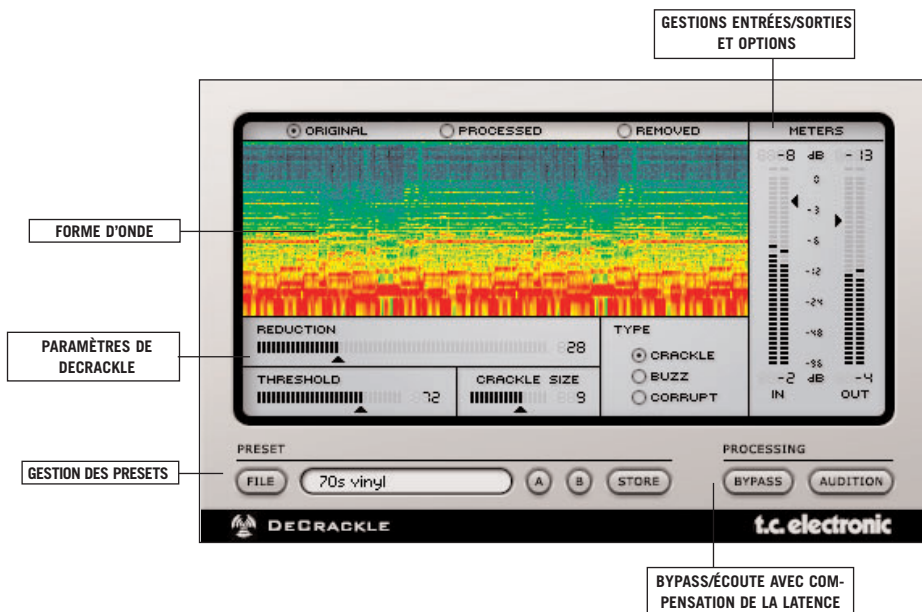 GESTIONS ENTRÉES/SORTIES
ET OPTIONS
ORIGINAL PROCESSED REMOVED METERS
-8 dB -13
0
-3
-6
-12
-24
-48
-96
FORME D'ONDE
REDUCTION
28
TYPE
CRACKLE
BUZZ
CORRUPT
PARAMÈTRES DE
DECRACKLE
THRESHOLD
72
CRACKLE SIZE
9
-2 dB -4
IN OUT
PRESET
PROCESSING
GESTION DES PRESETS
FILE 70s vinyl A B STORE BYPASS AUDITION
DECRACKLE t.c. electronic
BYPASS/ÉCOUTE AVEC COM-
PENSATION DE LA LATENCE